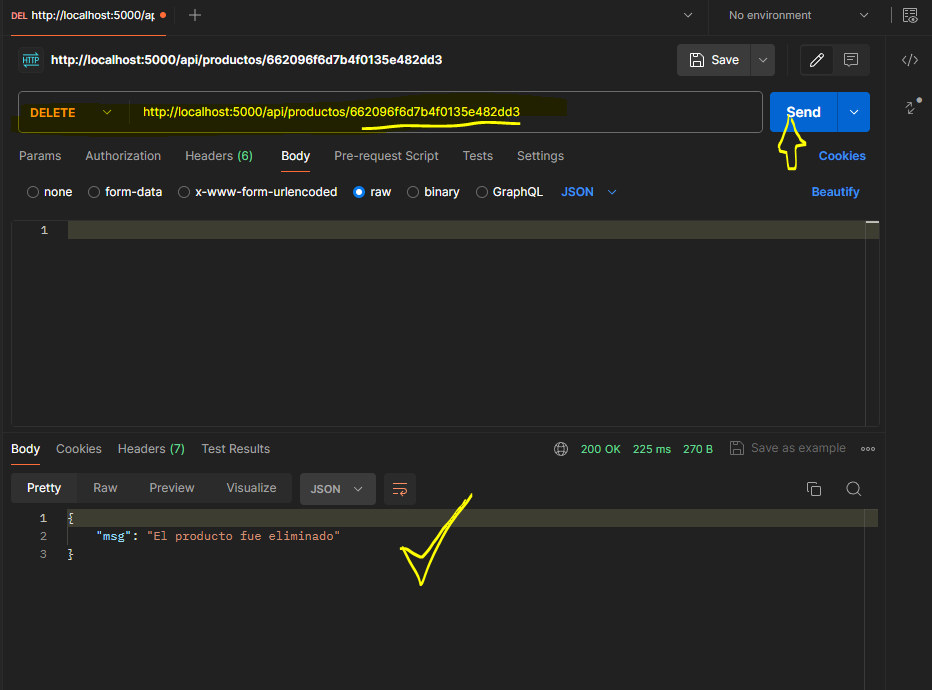 DEL http://localhost:5000/ap
No environment
HTTP http://localhost:5000/api/productos/662096f6d7b4f0135e482dd3
Save
DELETE http://localhost:5000/api/productos/662096f6d7b4f0135e482dd3 Send
Params Authorization Headers (6) Body Pre-request Script Tests Settings Cookies
none form-data x-www-form-urlencoded raw binary GraphQL JSON Beautify
1
Body Cookies Headers (7) Test Results 200 OK 225 ms 270 B Save as example
Pretty Raw Preview Visualize JSON
1 {
2 "msg": "El producto fue eliminado"
3 }